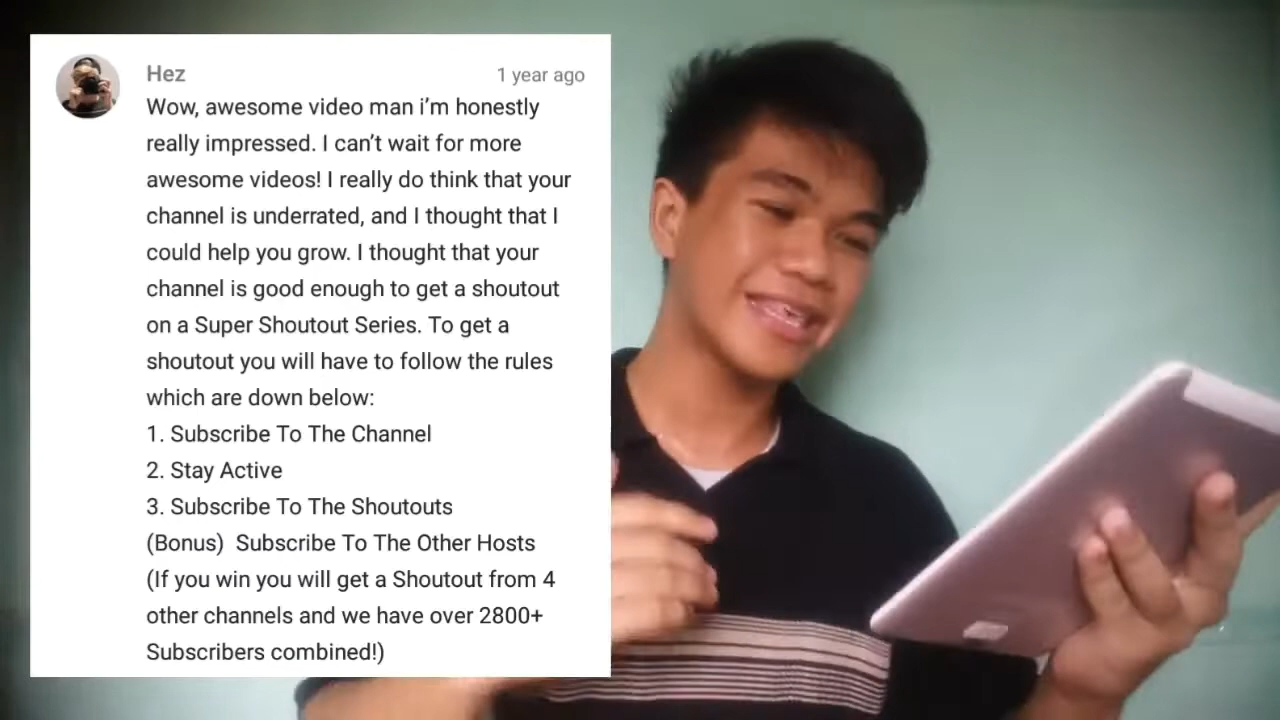 Hez
1 year ago
Wow, awesome video man i’m honestly
really impressed. I can’t wait for more
awesome videos! I really do think that your
channel is underrated, and I thought that I
could help you grow. I thought that your
channel is good enough to get a shoutout
on a Super Shoutout Series. To get a
shoutout you will have to follow the rules
which are down below:
1. Subscribe To The Channel
2. Stay Active
3. Subscribe To The Shoutouts
(Bonus)  Subscribe To The Other Hosts
(If you win you will get a Shoutout from 4
other channels and we have over 2800+
Subscribers combined!)